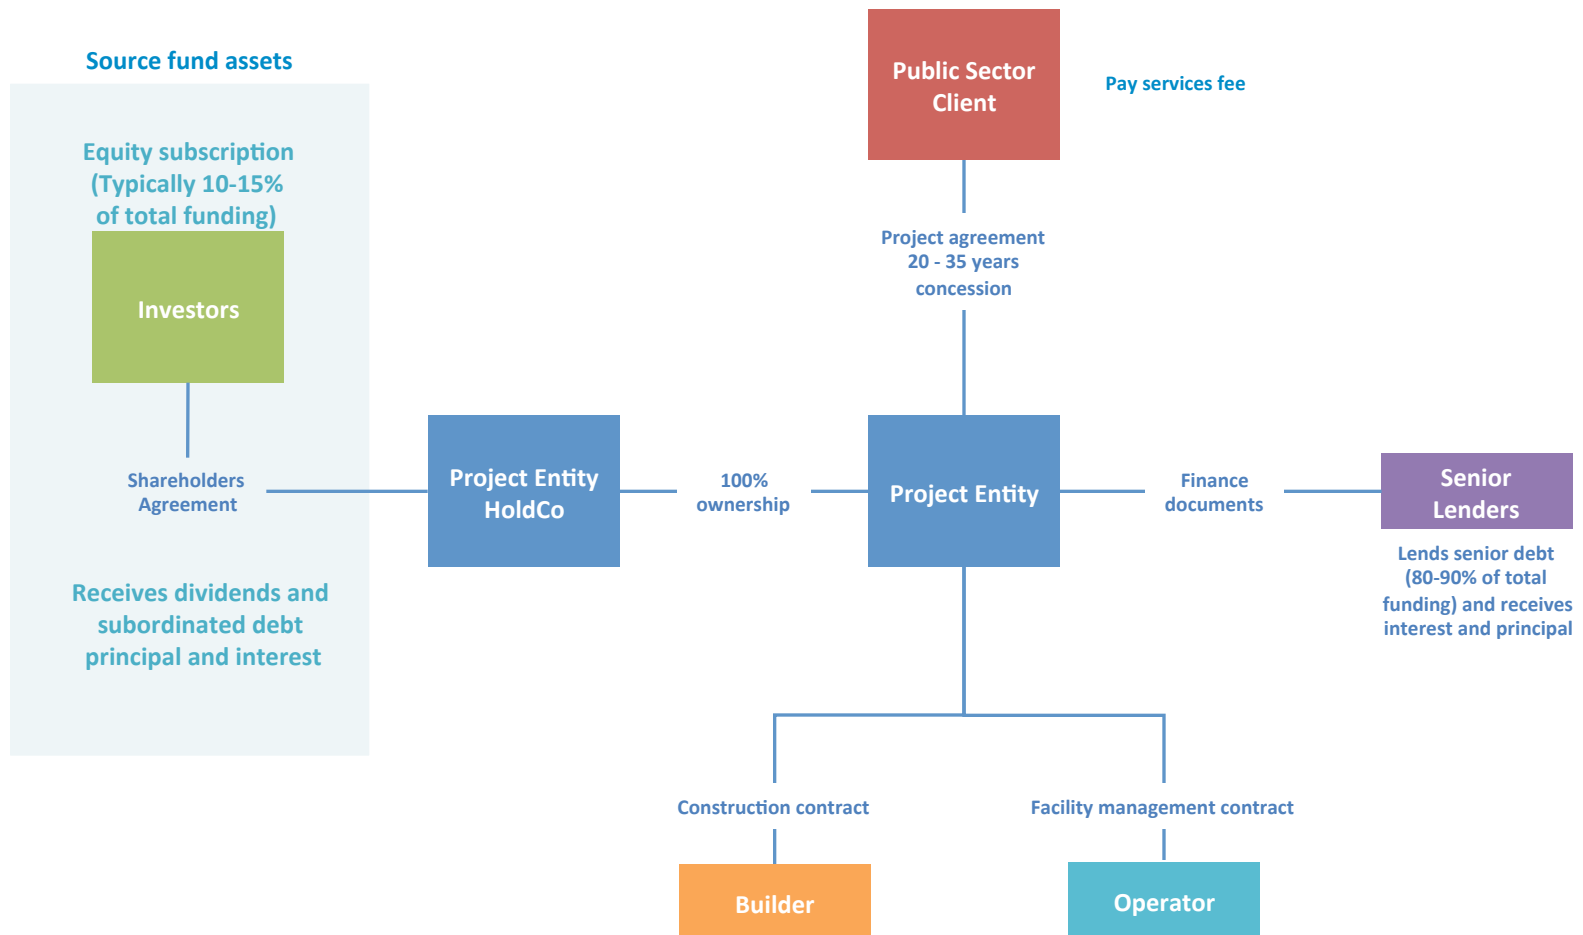 Source fund assets
Equity subscription
(Typically 10-15%
of total funding)
Investors
Shareholders
Agreement
Receives dividends and
subordinated debt
principal and interest
Project Entity
HoldCo
100%
ownership
Public Sector
Client
Pay services fee
Project agreement
20 - 35 years
concession
Project Entity
Finance
documents
Senior
Lenders
Lends senior debt
(80-90% of total
funding) and receives
interest and principal
Construction contract
Facility management contract
Builder
Operator